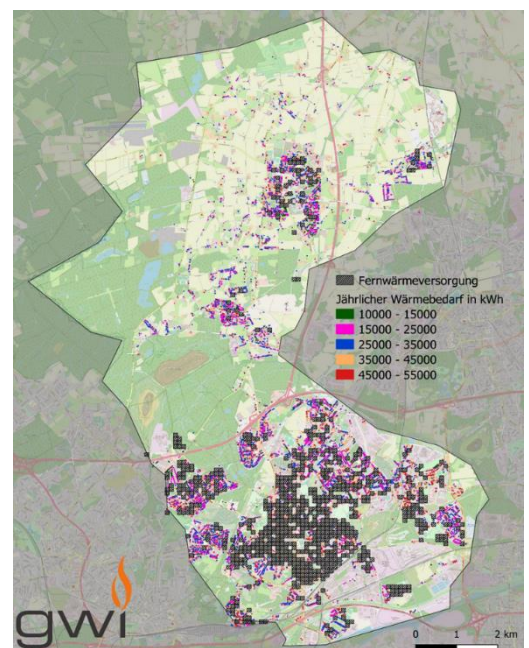 Fernwärmeversorgung
Jährlicher Wärmebedarf in kWh
10000 - 15000
15000 - 25000
25000 - 35000
35000 - 45000
45000 - 55000
gwi
0 1 2 km